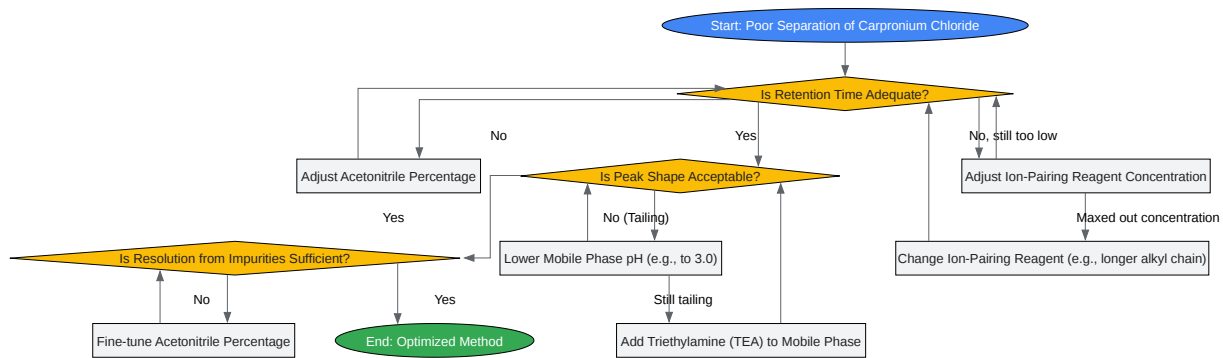 Start: Poor Separation of Carpronium Chloride
Is Retention Time Adequate?
No
Yes
No, still too low
Adjust Acetonitrile Percentage
Is Peak Shape Acceptable?
Adjust Ion-Pairing Reagent Concentration
Yes
No (Tailing)
Maxed out concentration
Is Resolution from Impurities Sufficient?
Lower Mobile Phase pH (e.g., to 3.0)
Change Ion-Pairing Reagent (e.g., longer alkyl chain)
No
Yes
Still tailing
Fine-tune Acetonitrile Percentage
End: Optimized Method
Add Triethylamine (TEA) to Mobile Phase